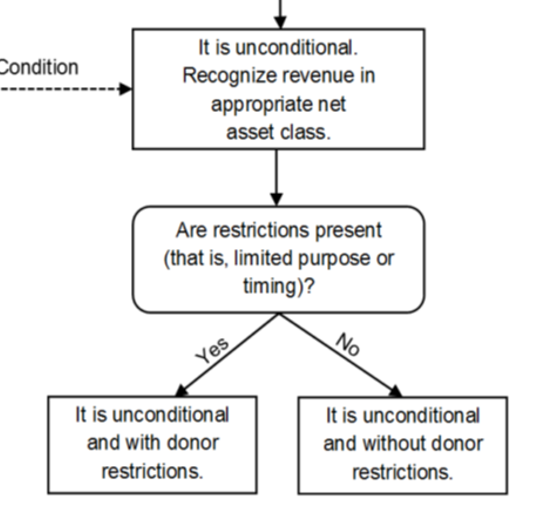 Condition
It is unconditional.
Recognize revenue in
appropriate net
asset class.
Are restrictions present
(that is, limited purpose or
timing)?
Yes
No
It is unconditional
and with donor
restrictions.
It is unconditional
and without donor
restrictions.